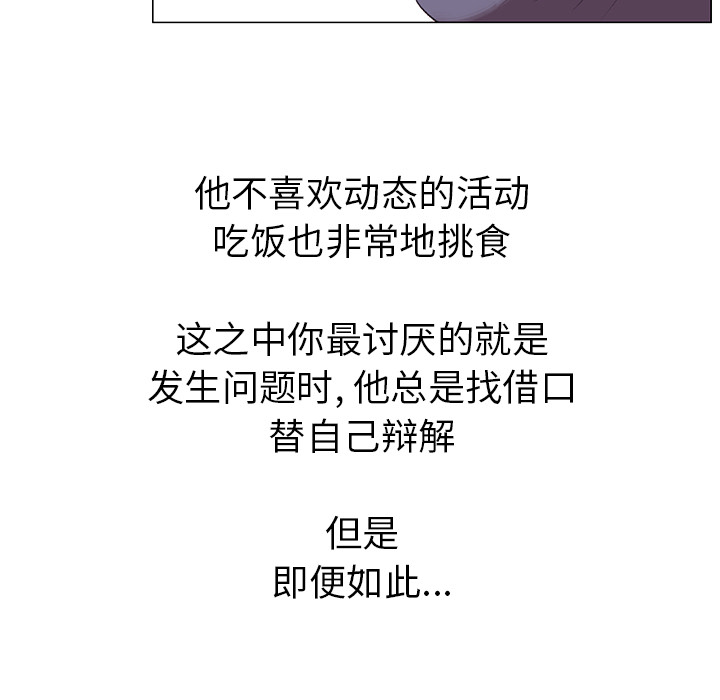 他不喜欢动态的活动
吃饭也非常地挑食
这之中你最讨厌的就是
发生问题时, 他总是找借口
替自己辩解
但是
即便如此...